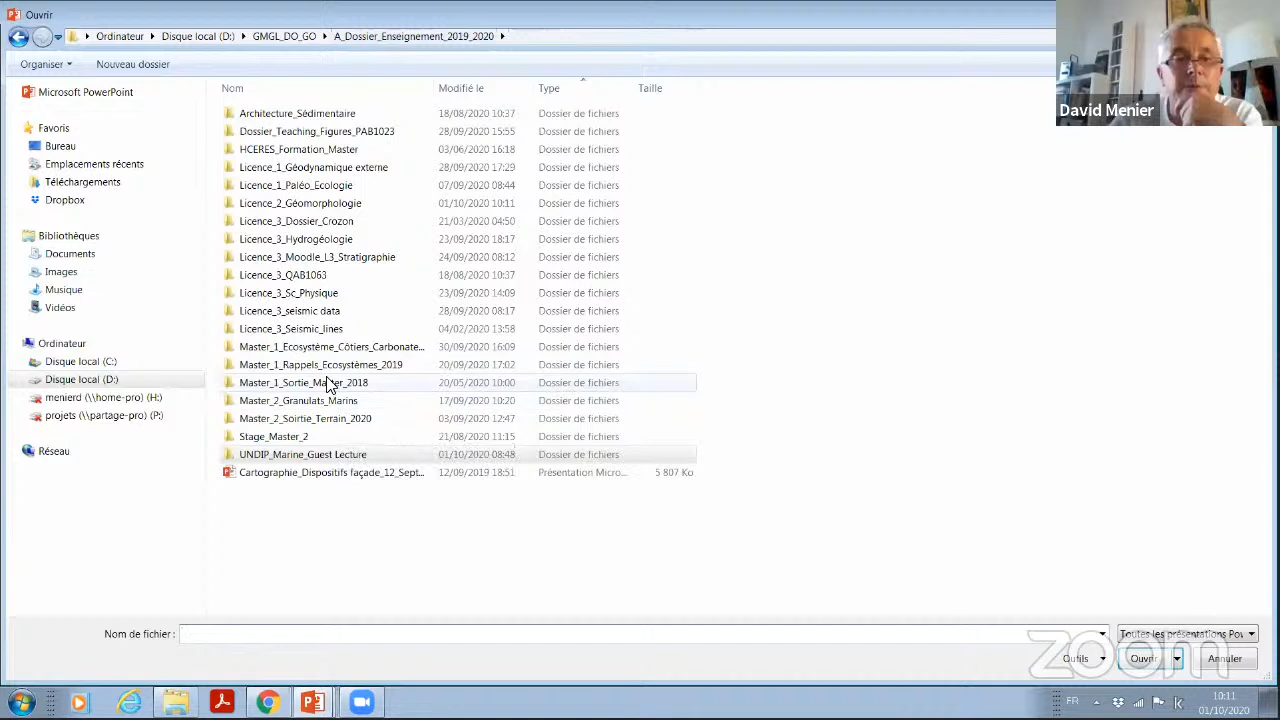 Ouvrir
Ordinateur Disque local (D:) GMGL_DO_GO A_Dossier_Enseignement_2019_2020
Organiser Nouveau dossier
Microsoft PowerPoint
Favoris
Bureau
Emplacements récents
Téléchargements
Dropbox
Bibliothèques
Documents
Images
Musique
Vidéos
Ordinateur
Disque local (C:)
Disque local (D:)
menierd (\\home-pro) (H:)
projets (\\partage-pro) (P:)
Réseau
Nom Modifié le Type Taille
Architecture_Sédimentaire 18/08/2020 10:37 Dossier de fichiers
Dossier_Teaching_Figures_PAB1023 28/09/2020 15:55 Dossier de fichiers
HCERES_Formation_Master 03/06/2020 16:18 Dossier de fichiers
Licence_1_Géodynamique externe 28/09/2020 17:29 Dossier de fichiers
Licence_1_Paléo_Ecologie 07/09/2020 08:44 Dossier de fichiers
Licence_2_Géomorphologie 01/10/2020 10:11 Dossier de fichiers
Licence_3_Dossier_Crozon 21/03/2020 04:50 Dossier de fichiers
Licence_3_Hydrogéologie 23/09/2020 18:17 Dossier de fichiers
Licence_3_Moodle_L3_Stratigraphie 24/09/2020 08:12 Dossier de fichiers
Licence_3_QAB1063 18/08/2020 10:37 Dossier de fichiers
Licence_3_Sc_Physique 23/09/2020 14:09 Dossier de fichiers
Licence_3_seismic data 28/09/2020 08:17 Dossier de fichiers
Licence_3_Seismic_lines 04/02/2020 13:58 Dossier de fichiers
Master_1_Ecosystème_Côtiers_Carbonate... 30/09/2020 16:09 Dossier de fichiers
Master_1_Rappels_Ecosystèmes_2019 20/09/2020 17:02 Dossier de fichiers
Master_1_Sortie_Master_2018 20/05/2020 10:00 Dossier de fichiers
Master_2_Granulats_Marins 17/09/2020 10:20 Dossier de fichiers
Master_2_Soirtie_Terrain_2020 03/09/2020 12:47 Dossier de fichiers
Stage_Master_2 21/08/2020 11:15 Dossier de fichiers
UNDIP_Marine_Guest Lecture 01/10/2020 08:48 Dossier de fichiers
Cartographie_Dispositifs façade_12_Sept... 12/09/2019 18:51 Présentation Micro... 5 807 Ko
David Menier
Nom de fichier : Toutes les présentations Pow
Outils Ouvrir Annuler
zoom
FR 10:11
01/10/2020